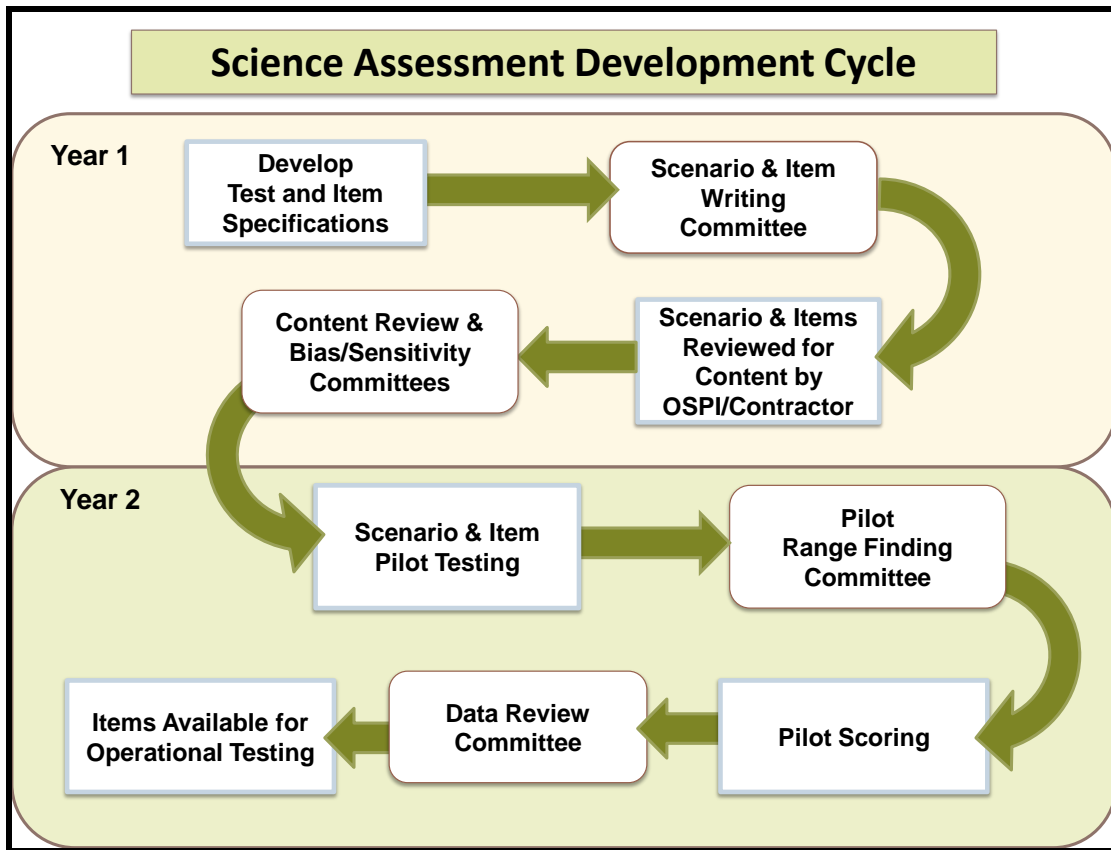 Science Assessment Development Cycle
Year 1
Develop
Test and Item
Specifications
Scenario & Item
Writing
Committee
Scenario & Items
Reviewed for
Content by
OSPI/Contractor
Content Review &
Bias/Sensitivity
Committees
Year 2
Scenario & Item
Pilot Testing
Pilot
Range Finding
Committee
Pilot Scoring
Data Review
Committee
Items Available for
Operational Testing